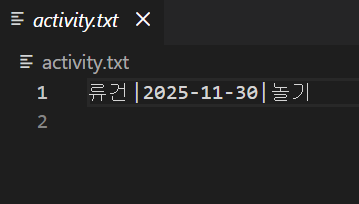 activity.txt
activity.txt
1 류건|2025-11-30|놀기
2